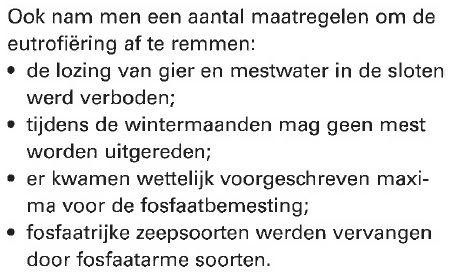 Ook nam men een aantal maatregelen om de
eutrofiëring af te remmen:
• de lozing van gier en mestwater in de sloten
werd verboden;
• tijdens de wintermaanden mag geen mest
worden uitgereden;
• er kwamen wettelijk voorgeschreven maxi-
ma voor de fosfaatbemesting;
• fosfaatrijke zeepsoorten werden vervangen
door fosfaatarme soorten.